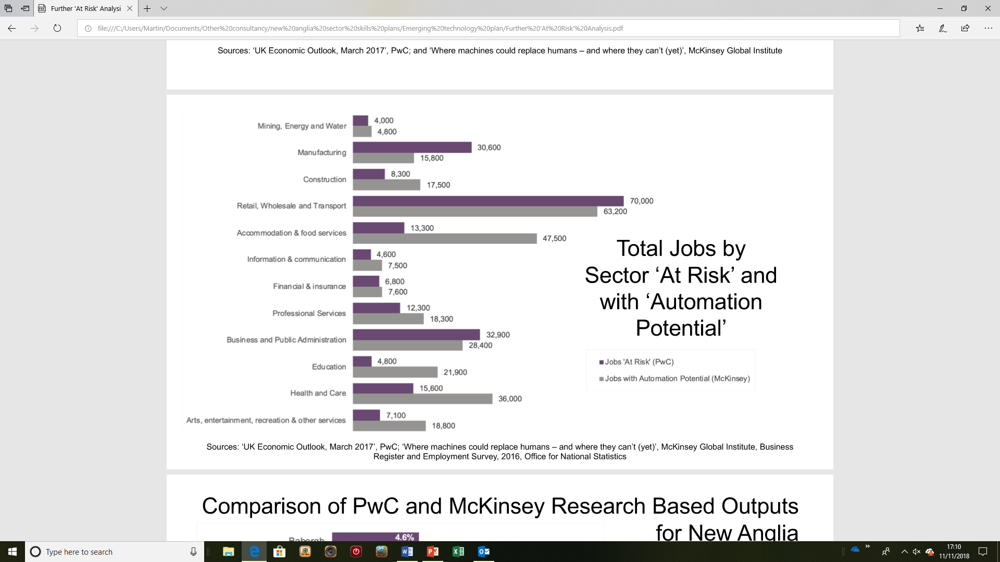 Further 'At Risk' Analysi
file:///C:/Users/Martin/Documents/Other%20consultancy/new%20anglia%20sector%20skills%20plans/Emerging%20technology%20plan/Further%20'At%20Risk'%20Analysis.pdf
Sources: ‘UK Economic Outlook, March 2017’, PwC; and ‘Where machines could replace humans – and where they can’t (yet)’, McKinsey Global Institute
Mining, Energy and Water
4,000
4,800
Manufacturing
30,600
15,800
Construction
8,300
17,500
Retail, Wholesale and Transport
70,000
63,200
Accommodation & food services
13,300
47,500
Information & communication
4,600
7,500
Financial & insurance
6,800
7,600
Professional Services
12,300
18,300
Business and Public Administration
32,900
28,400
Education
4,800
21,900
Health and Care
15,600
36,000
Arts, entertainment, recreation & other services
7,100
18,800
Total Jobs by
Sector ‘At Risk’ and
with ‘Automation
Potential’
Jobs 'At Risk' (PwC)
Jobs with Automation Potential (McKinsey)
Sources: ‘UK Economic Outlook, March 2017’, PwC; ‘Where machines could replace humans – and where they can’t (yet)’, McKinsey Global Institute, Business
Register and Employment Survey, 2016, Office for National Statistics
Comparison of PwC and McKinsey Research Based Outputs
for New Anglia
Babergh
4.6%
Type here to search
17:10
11/11/2018